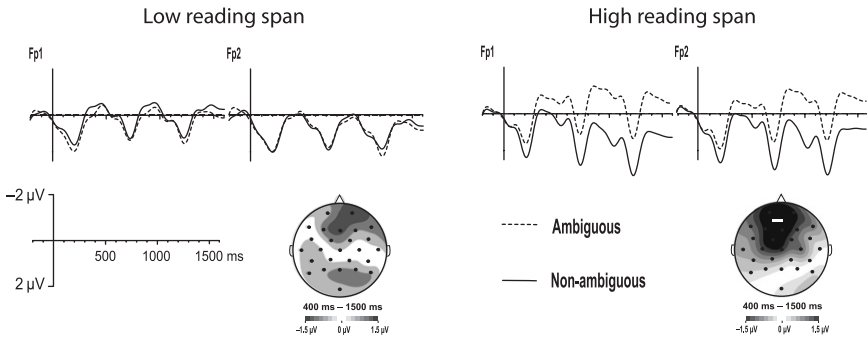 Low reading span
High reading span
Fp1
Fp2
Fp1
Fp2
–2 µV
2 µV
500
1000
1500 ms
Ambiguous
Non-ambiguous
400 ms – 1500 ms
–1.5 µV
0 µV
1.5 µV
400 ms – 1500 ms
–1.5 µV
0 µV
1.5 µV